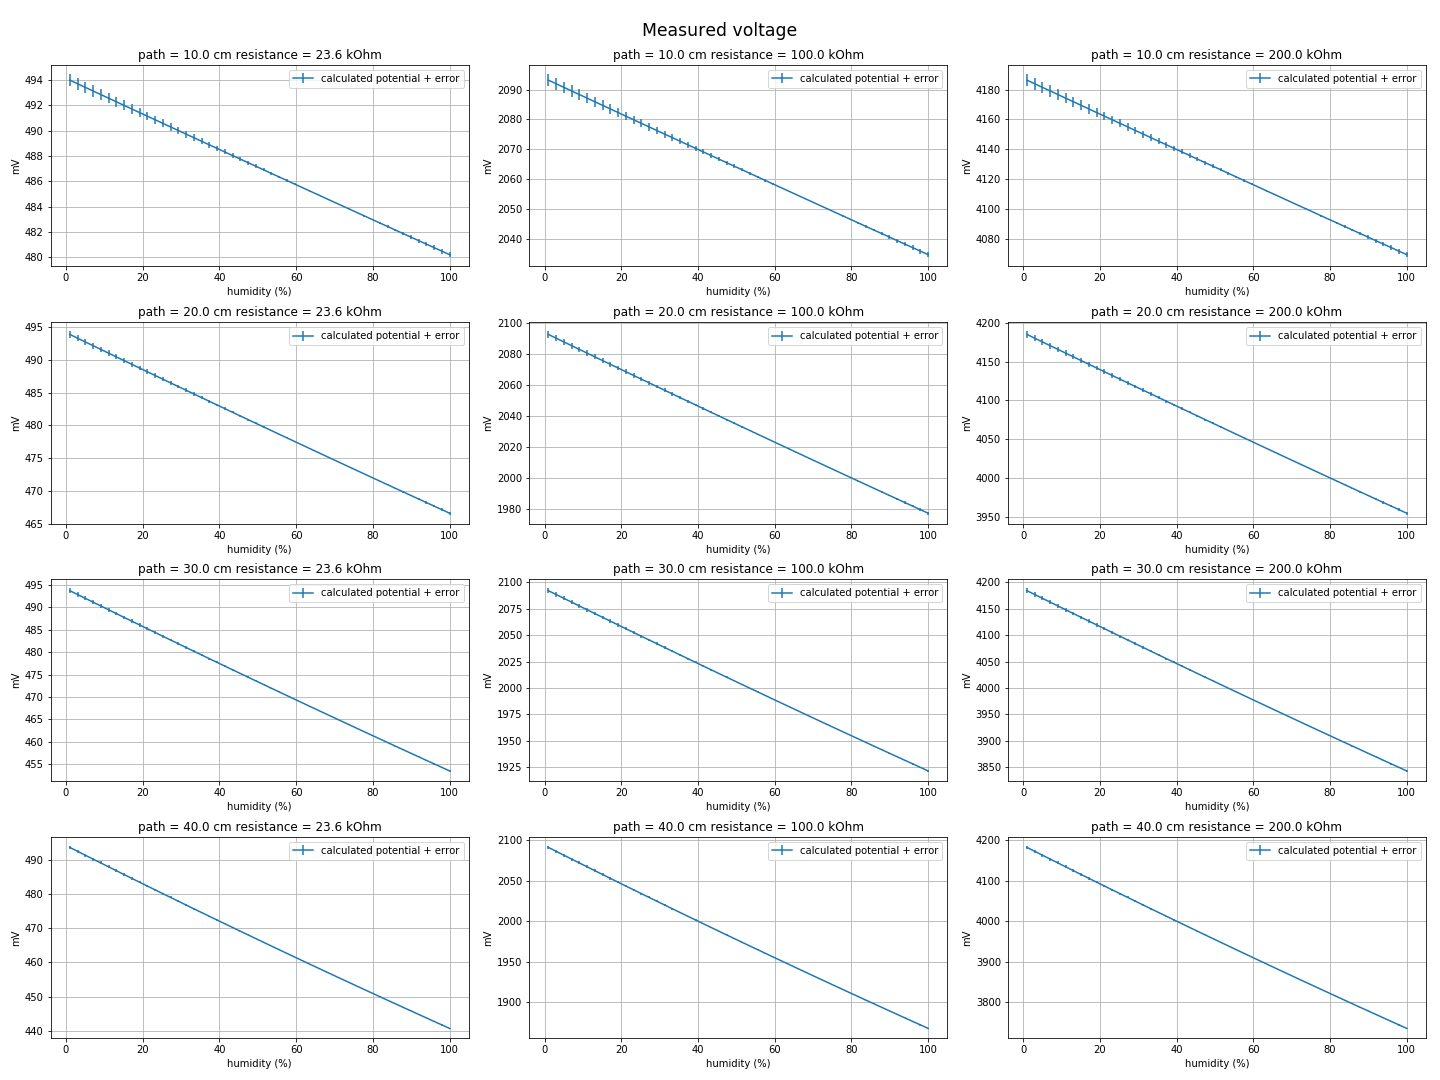 Measured voltage
path = 10.0 cm resistance = 23.6 kOhm
494
492
490
488
486
484
482
480
mV
calculated potential + error
0 20 40 60 80 100
humidity (%)
path = 10.0 cm resistance = 100.0 kOhm
2090
2080
2070
2060
2050
2040
mV
calculated potential + error
0 20 40 60 80 100
humidity (%)
path = 10.0 cm resistance = 200.0 kOhm
4180
4160
4140
4120
4100
4080
mV
calculated potential + error
0 20 40 60 80 100
humidity (%)
path = 20.0 cm resistance = 23.6 kOhm
495
490
485
480
475
470
465
mV
calculated potential + error
0 20 40 60 80 100
humidity (%)
path = 20.0 cm resistance = 100.0 kOhm
2100
2080
2060
2040
2020
2000
1980
mV
calculated potential + error
0 20 40 60 80 100
humidity (%)
path = 20.0 cm resistance = 200.0 kOhm
4200
4150
4100
4050
4000
3950
mV
calculated potential + error
0 20 40 60 80 100
humidity (%)
path = 30.0 cm resistance = 23.6 kOhm
495
490
485
480
475
470
465
460
455
mV
calculated potential + error
0 20 40 60 80 100
humidity (%)
path = 30.0 cm resistance = 100.0 kOhm
2100
2075
2050
2025
2000
1975
1950
1925
mV
calculated potential + error
0 20 40 60 80 100
humidity (%)
path = 30.0 cm resistance = 200.0 kOhm
4200
4150
4100
4050
4000
3950
3900
3850
mV
calculated potential + error
0 20 40 60 80 100
humidity (%)
path = 40.0 cm resistance = 23.6 kOhm
490
480
470
460
450
440
mV
calculated potential + error
0 20 40 60 80 100
humidity (%)
path = 40.0 cm resistance = 100.0 kOhm
2100
2050
2000
1950
1900
mV
calculated potential + error
0 20 40 60 80 100
humidity (%)
path = 40.0 cm resistance = 200.0 kOhm
4200
4100
4000
3900
3800
mV
calculated potential + error
0 20 40 60 80 100
humidity (%)